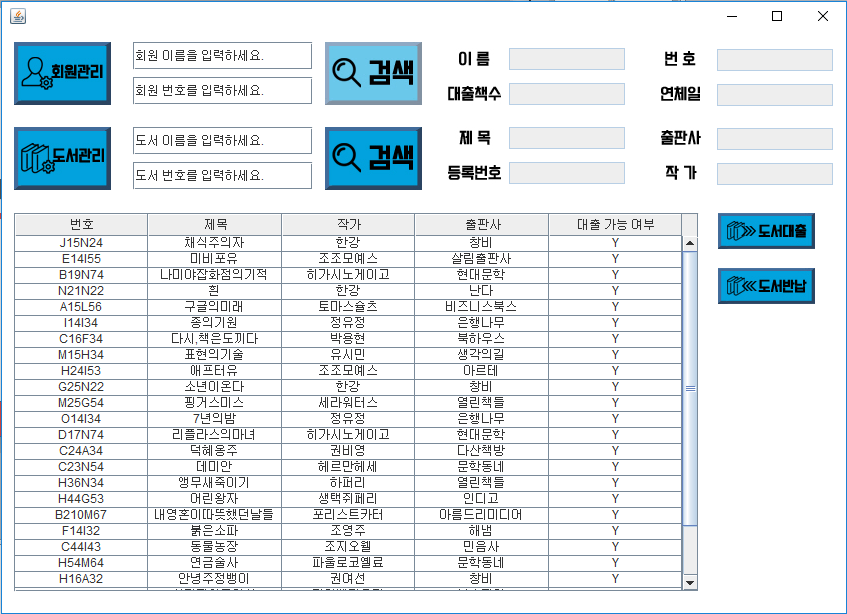 회원관리
회원 이름을 입력하세요.
회원 번호를 입력하세요.
검색
이 름
번 호
대출책수
연체일
도서관리
도서 이름을 입력하세요.
도서 번호를 입력하세요.
검색
제 목
출판사
등록번호
작 가
번호 제목 작가 출판사 대출 가능 여부
J15N24 채식주의자 한강 창비 Y
E14I55 미비포유 조조모예스 살림출판사 Y
B19N74 나미야잡화점의기적 히가시노게이고 현대문학 Y
N21N22 흰 한강 난다 Y
A15L56 구글의미래 토마스슐츠 비즈니스북스 Y
I14I34 종의기원 정유정 은행나무 Y
C16F34 다시,책은도끼다 박웅현 북하우스 Y
M15H34 표현의기술 유시민 생각의길 Y
H24I53 애프터유 조조모예스 아르테 Y
G25N22 소년이온다 한강 창비 Y
M25G54 핑거스미스 세라워터스 열린책들 Y
O14I34 7년의밤 정유정 은행나무 Y
D17N74 라플라스의마녀 히가시노게이고 현대문학 Y
C24A34 덕혜옹주 권비영 다산책방 Y
C23N54 데미안 헤르만헤세 문학동네 Y
H36N34 앵무새죽이기 하퍼리 열린책들 Y
H44G53 어린왕자 생택쥐페리 인디고 Y
B210M67 내영혼이따뜻했던날들 포리스트카터 아름드리미디어 Y
F14I32 붉은소파 조영주 해냄 Y
C44I43 동물농장 조지오웰 민음사 Y
H54M64 연금술사 파울로코엘료 문학동네 Y
H16A32 안녕주정뱅이 권여선 창비 Y
도서대출
도서반납